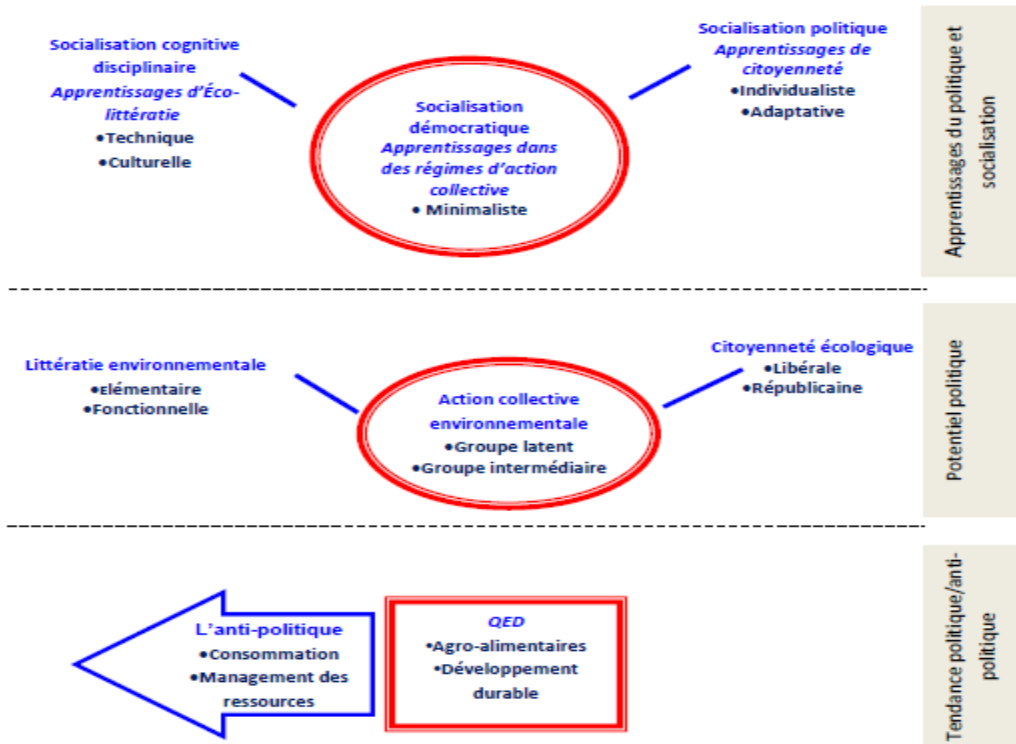 Socialisation cognitive
disciplinaire
Apprentissages d'Éco-
littératie
•Technique
•Culturelle
Socialisation
démocratique
Apprentissages dans
des régimes d'action
collective
• Minimaliste
Socialisation politique
Apprentissages de
citoyenneté
•Individualiste
•Adaptative
Apprentissages du politique et
socialisation
Littératie environnementale
•Elémentaire
•Fonctionnelle
Action collective
environnementale
•Groupe latent
•Groupe intermédiaire
Citoyenneté écologique
•Libérale
•Républicaine
Potentiel politique
L'anti-politique
•Consommation
•Management des
ressources
QED
•Agro-alimentaires
•Développement
durable
Tendance politique/anti-
politique